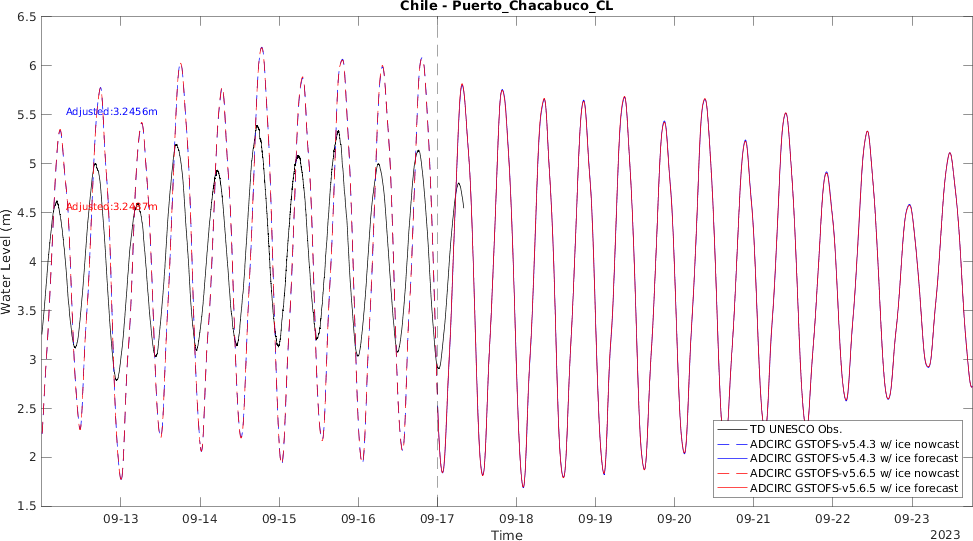 Chile - Puerto_Chacabuco_CL
6.5
6
5.5
5
4.5
4
3.5
3
2.5
2
1.5
Water Level (m)
Adjusted:3.2456m
Adjusted:3.2487m
TD UNESCO Obs.
ADCIRC GSTOFS-v5.4.3 w/ ice nowcast
ADCIRC GSTOFS-v5.4.3 w/ ice forecast
ADCIRC GSTOFS-v5.6.5 w/ ice nowcast
ADCIRC GSTOFS-v5.6.5 w/ ice forecast
09-13 09-14 09-15 09-16 09-17 09-18 09-19 09-20 09-21 09-22 09-23
Time
2023